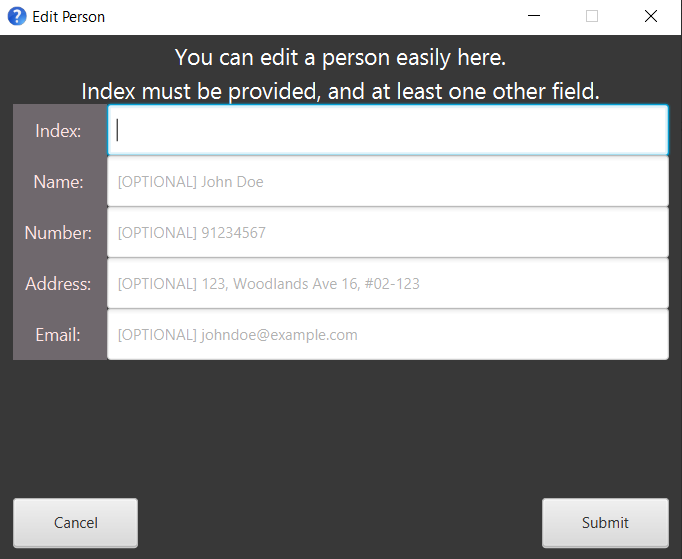 Edit Person
You can edit a person easily here.
Index must be provided, and at least one other field.
Index:
Name: [OPTIONAL] John Doe
Number: [OPTIONAL] 91234567
Address: [OPTIONAL] 123, Woodlands Ave 16, #02-123
Email: [OPTIONAL] johndoe@example.com
Cancel Submit